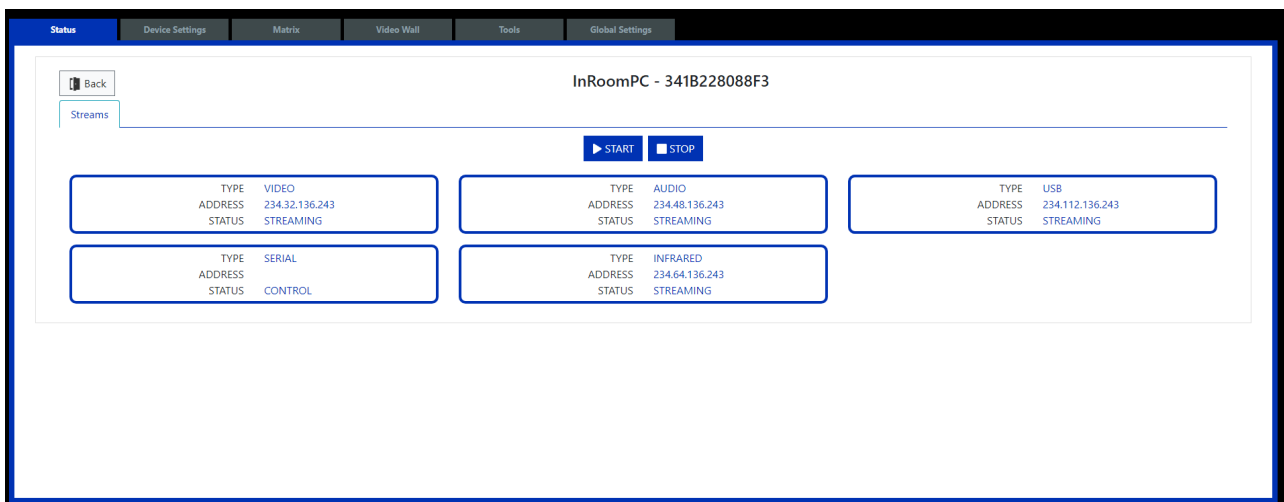 Status Device Settings Matrix Video Wall Tools Global Settings
Back
InRoomPC - 341B228088F3
Streams
START STOP
TYPE VIDEO
ADDRESS 234.32.136.243
STATUS STREAMING
TYPE AUDIO
ADDRESS 234.48.136.243
STATUS STREAMING
TYPE USB
ADDRESS 234.112.136.243
STATUS STREAMING
TYPE SERIAL
ADDRESS
STATUS CONTROL
TYPE INFRARED
ADDRESS 234.64.136.243
STATUS STREAMING